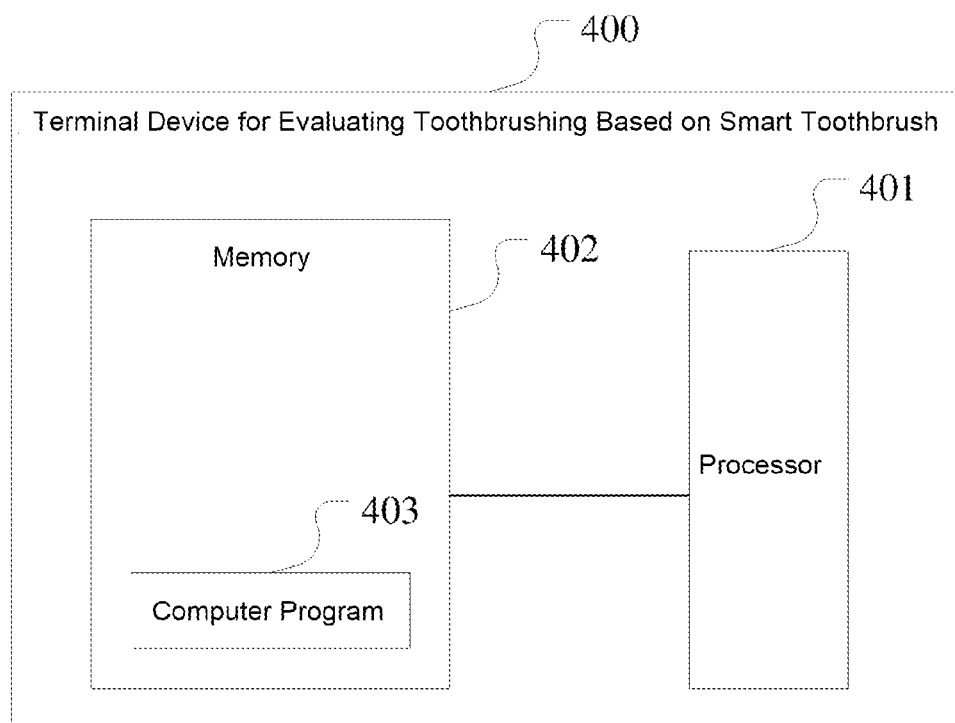 400
Terminal Device for Evaluating Toothbrushing Based on Smart Toothbrush
401
Memory
402
Processor
403
Computer Program